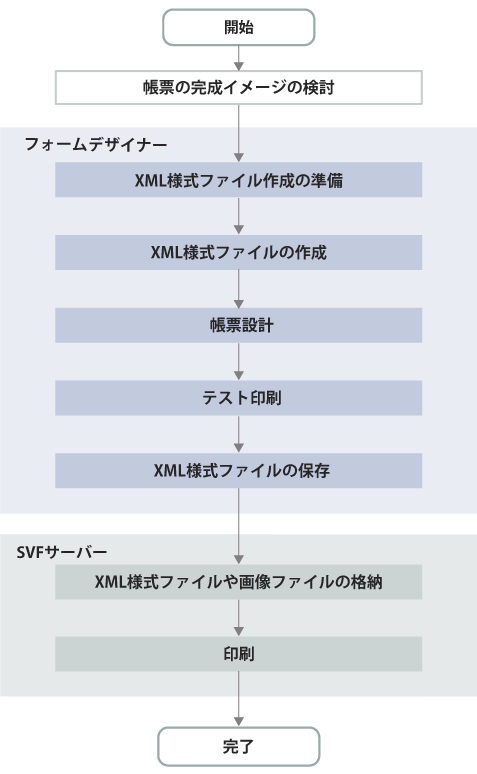 開始
帳票の完成イメージの検討
フォームデザイナー
XML様式ファイル作成の準備
XML様式ファイルの作成
帳票設計
テスト印刷
XML様式ファイルの保存
SVFサーバー
XML様式ファイルや画像ファイルの格納
印刷
完了